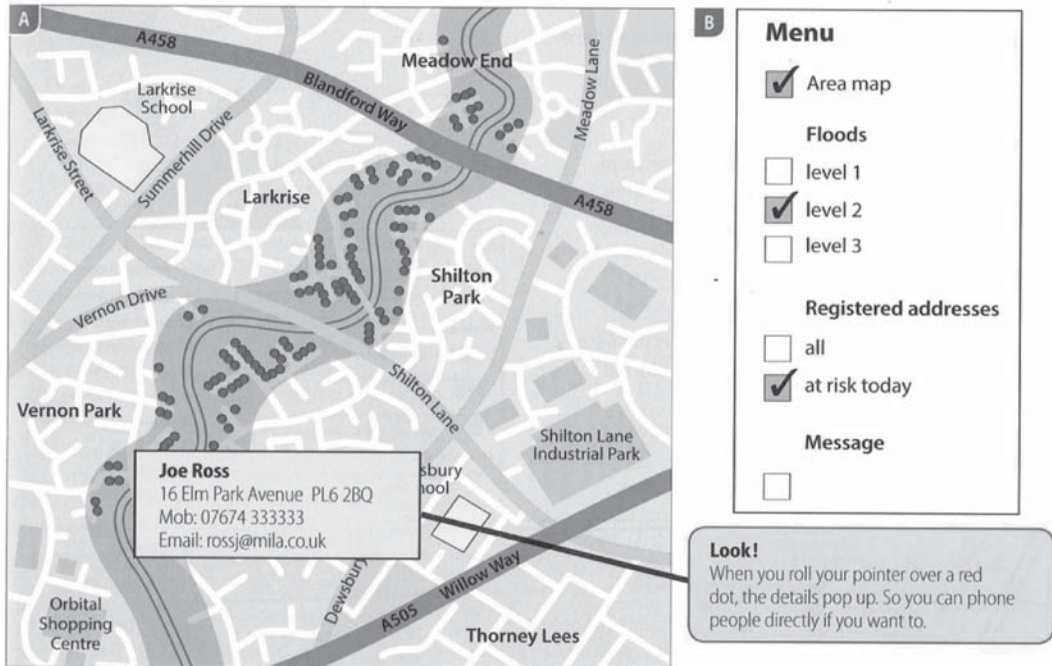 A
A458
Meadow End
Blandford Way
Meadow Lane
Larkrise
School
Larkrise Street
Summerhill Drive
Larkrise
A458
Shilton
Park
Vernon Drive
Shilton Lane
Vernon Park
Shilton Lane
Industrial Park
Joe Ross
16 Elm Park Avenue PL6 2BQ
Mob: 07674 333333
Email: rossj@mila.co.uk
sbury
ool
Dewsbury
A505
Willow Way
Orbital
Shopping
Centre
Thorney Lees
B
Menu
Area map
Floods
level 1
level 2
level 3
Registered addresses
all
at risk today
Message
Look!
When you roll your pointer over a red
dot, the details pop up. So you can phone
people directly if you want to.